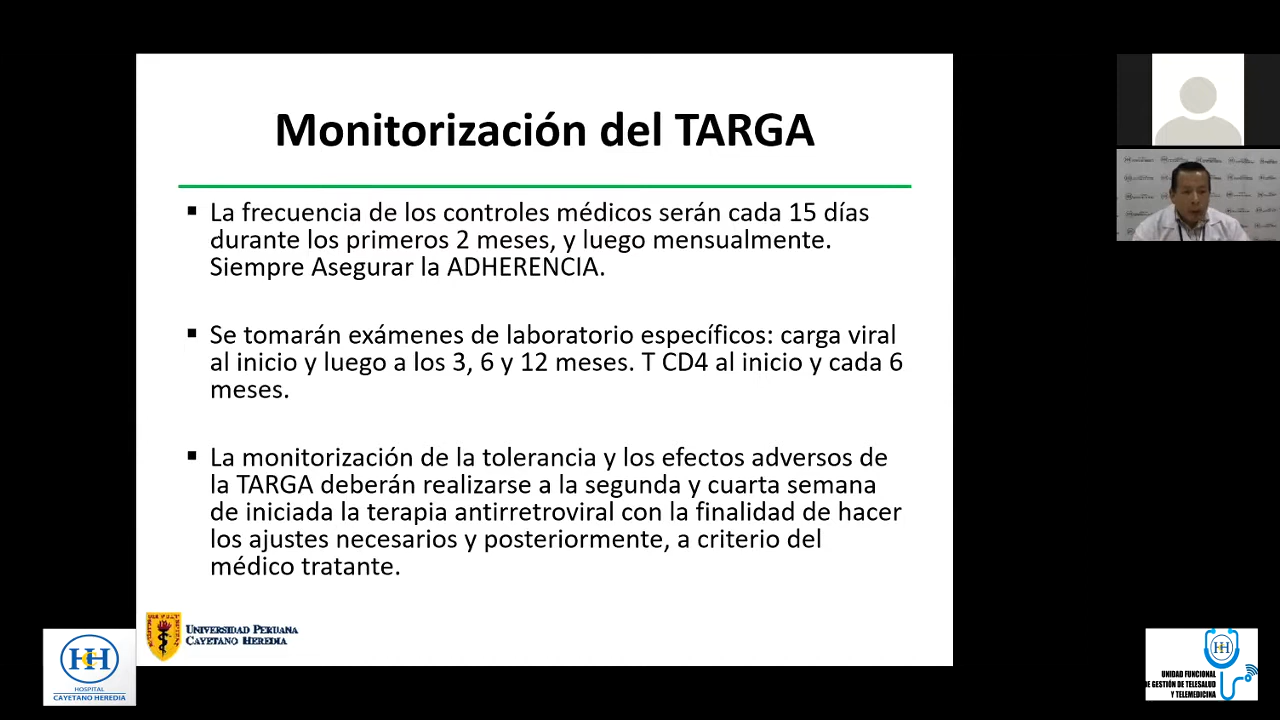 Monitorización del TARGA
▪ La frecuencia de los controles médicos serán cada 15 días
durante los primeros 2 meses, y luego mensualmente.
Siempre Asegurar la ADHERENCIA.
▪ Se tomarán exámenes de laboratorio específicos: carga viral
al inicio y luego a los 3, 6 y 12 meses. T CD4 al inicio y cada 6
meses.
▪ La monitorización de la tolerancia y los efectos adversos de
la TARGA deberán realizarse a la segunda y cuarta semana
de iniciada la terapia antirretroviral con la finalidad de hacer
los ajustes necesarios y posteriormente, a criterio del
médico tratante.
UNIVERSIDAD PERUANA
CAYETANO HEREDIA
HOSPITAL
CAYETANO HEREDIA
UNIDAD FUNCIONAL
DE GESTIÓN DE TELESALUD
Y TELEMEDICINA